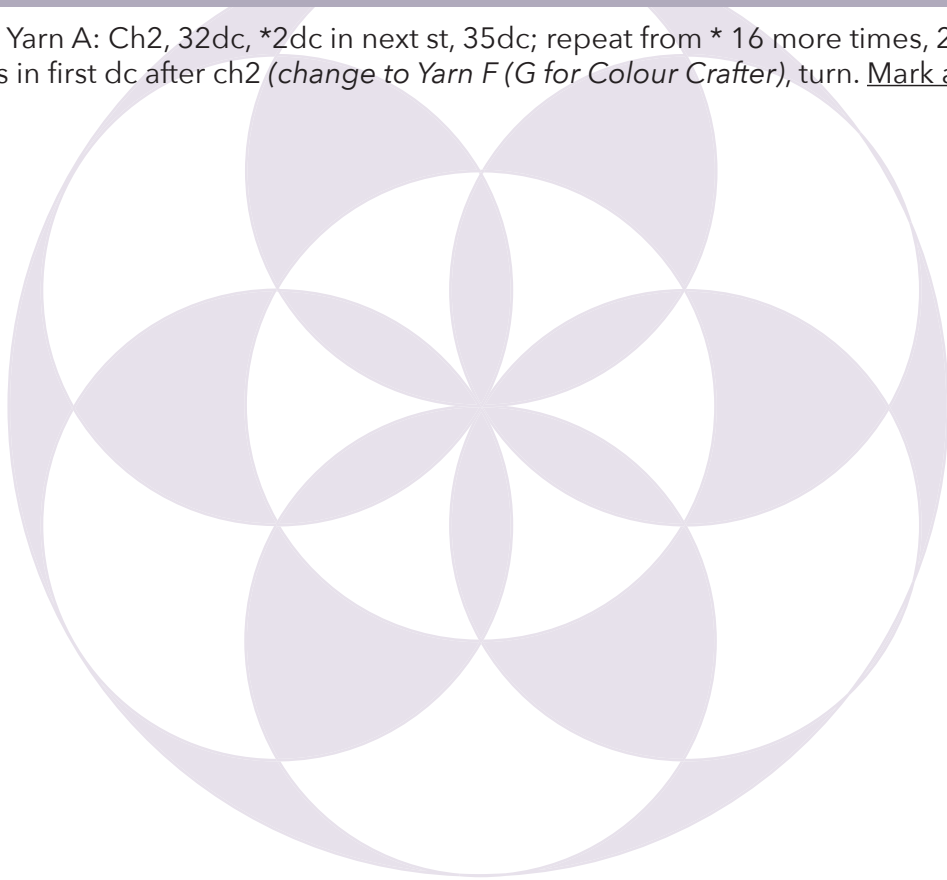 Yarn A: Ch2, 32dc, *2dc in next st, 35dc; repeat from * 16 more times, 2
s in first dc after ch2 (change to Yarn F (G for Colour Crafter), turn. Mark a